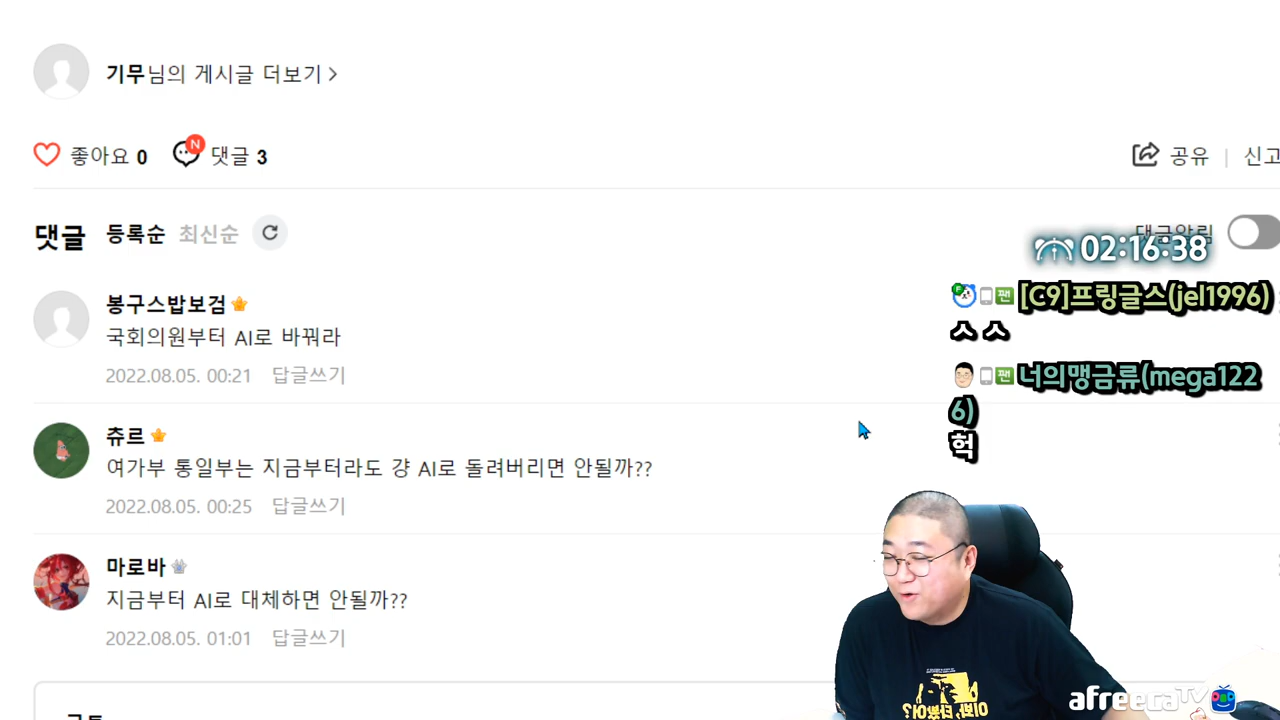 기무님의 게시글 더보기 >
좋아요 0 댓글 3
공유 | 신고
댓글 등록순 최신순
댓글알림
02:16:38
봉구스밥보검
국회의원부터 AI로 바꿔라
2022.08.05. 00:21 답글쓰기
츄르
여가부 통일부는 지금부터라도 걍 AI로 돌려버리면 안될까??
2022.08.05. 00:25 답글쓰기
마로바
지금부터 AI로 대체하면 안될까??
2022.08.05. 01:01 답글쓰기
[C9]프링글스(jel1996)
ㅅㅅ
너의맹금류(mega122
6)
헉
afreecaTV